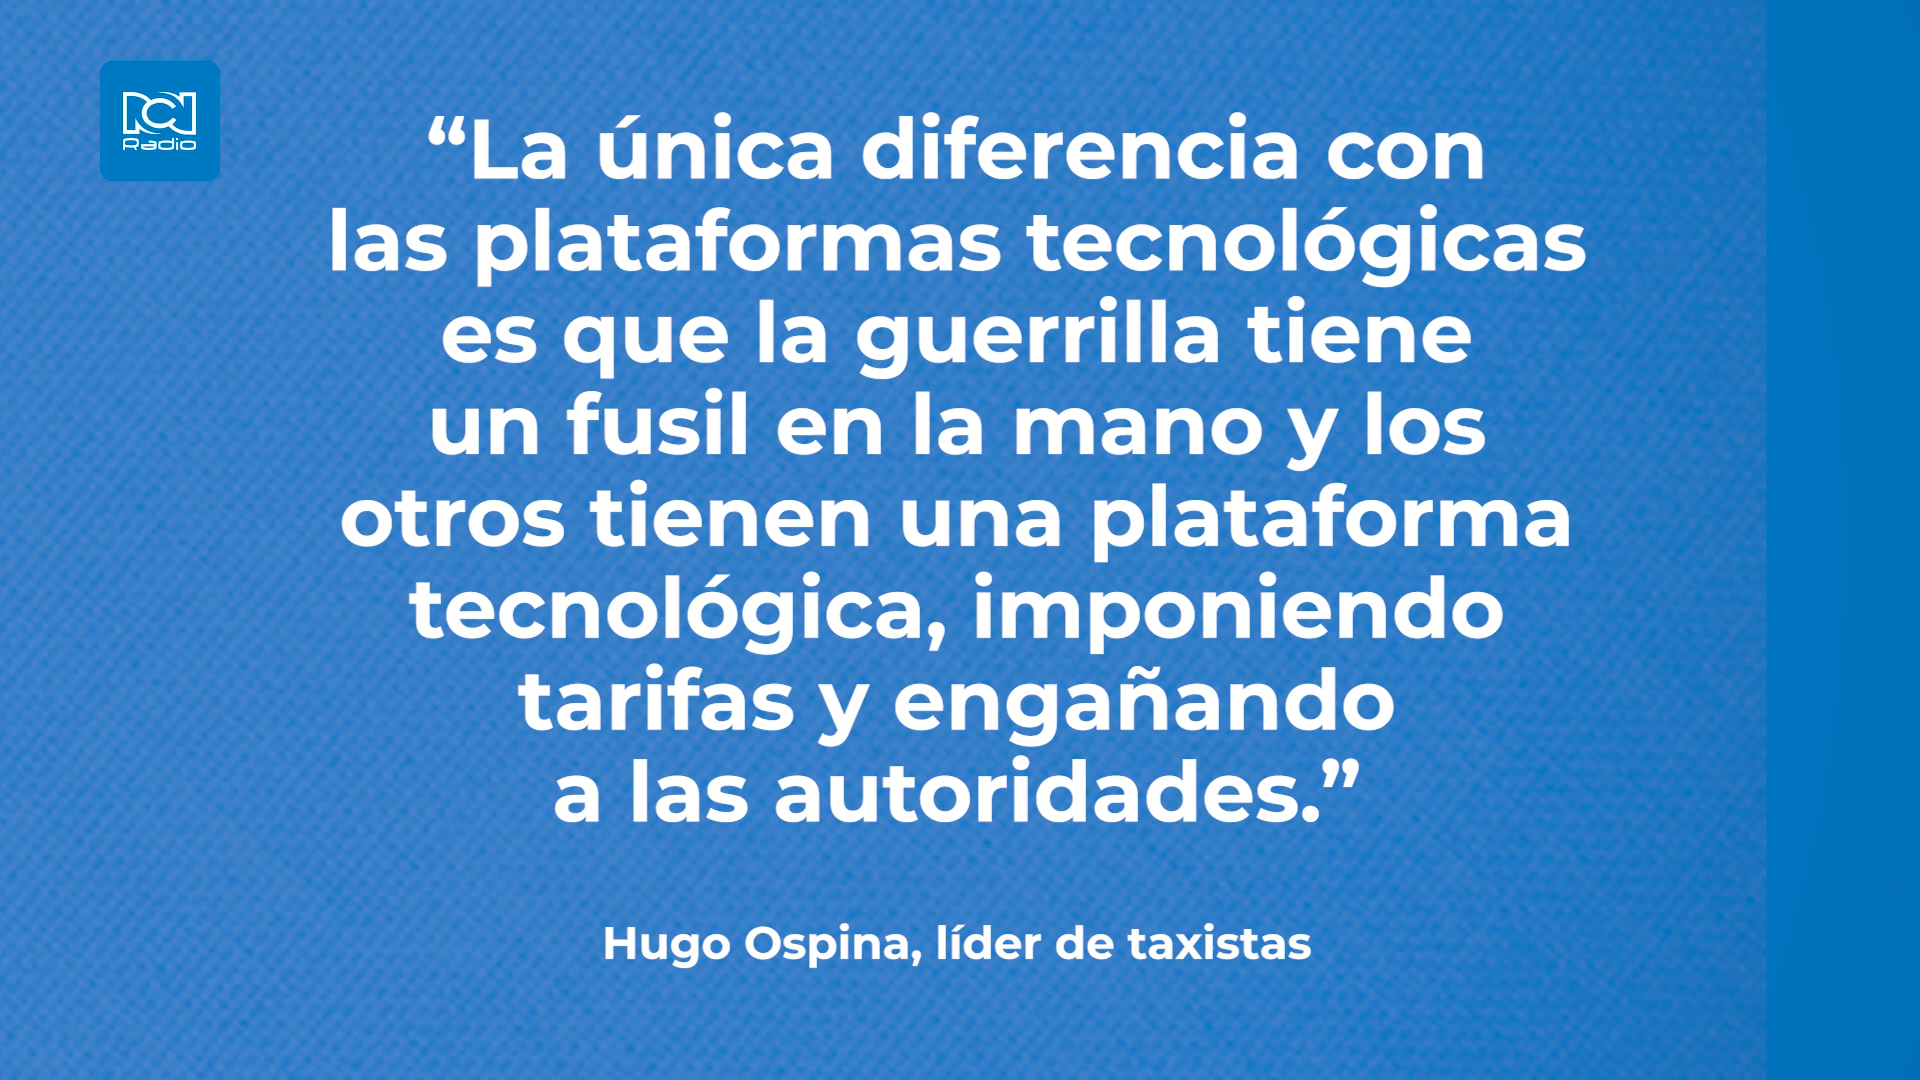 RCN
Radio
“La única diferencia con
las plataformas tecnológicas
es que la guerrilla tiene
un fusil en la mano y los
otros tienen una plataforma
tecnológica, imponiendo
tarifas y engañando
a las autoridades.”
Hugo Ospina, líder de taxistas